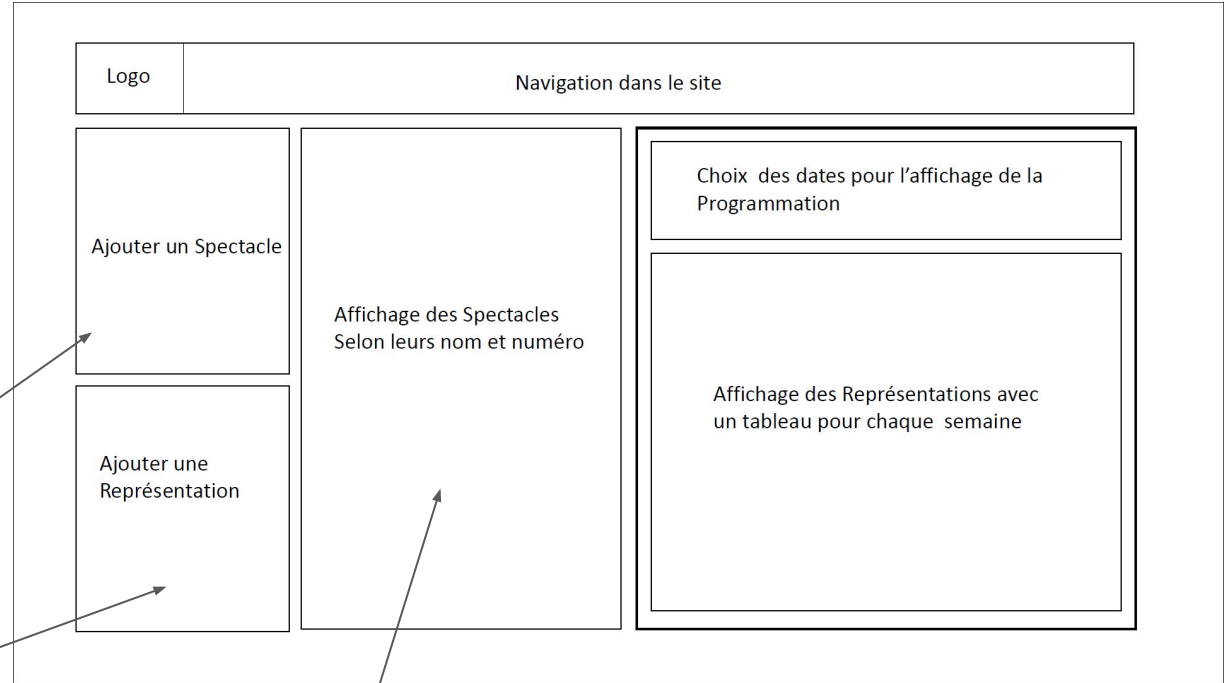 Logo
Navigation dans le site
Ajouter un Spectacle
Ajouter une
Représentation
Affichage des Spectacles
Selon leurs nom et numéro
Choix des dates pour l’affichage de la
Programmation
Affichage des Représentations avec
un tableau pour chaque semaine